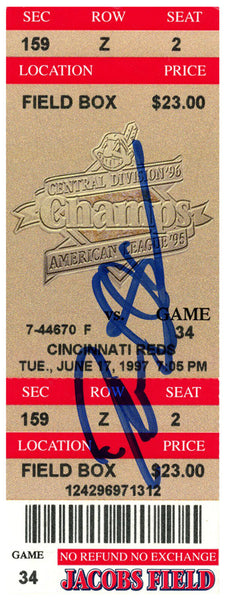 SEC ROW SEAT
159 Z 2
LOCATION PRICE
FIELD BOX $23.00
CENTRAL DIVISION '96
Champs
AMERICAN LEAGUE '95
vs. GAME
34
7-44670 F
CINCINNATI REDS
TUE., JUNE 17, 1997 7:05 PM
SEC ROW SEAT
159 Z 2
LOCATION PRICE
FIELD BOX $23.00
124296971312
GAME
34
NO REFUND NO EXCHANGE
JACOBS FIELD